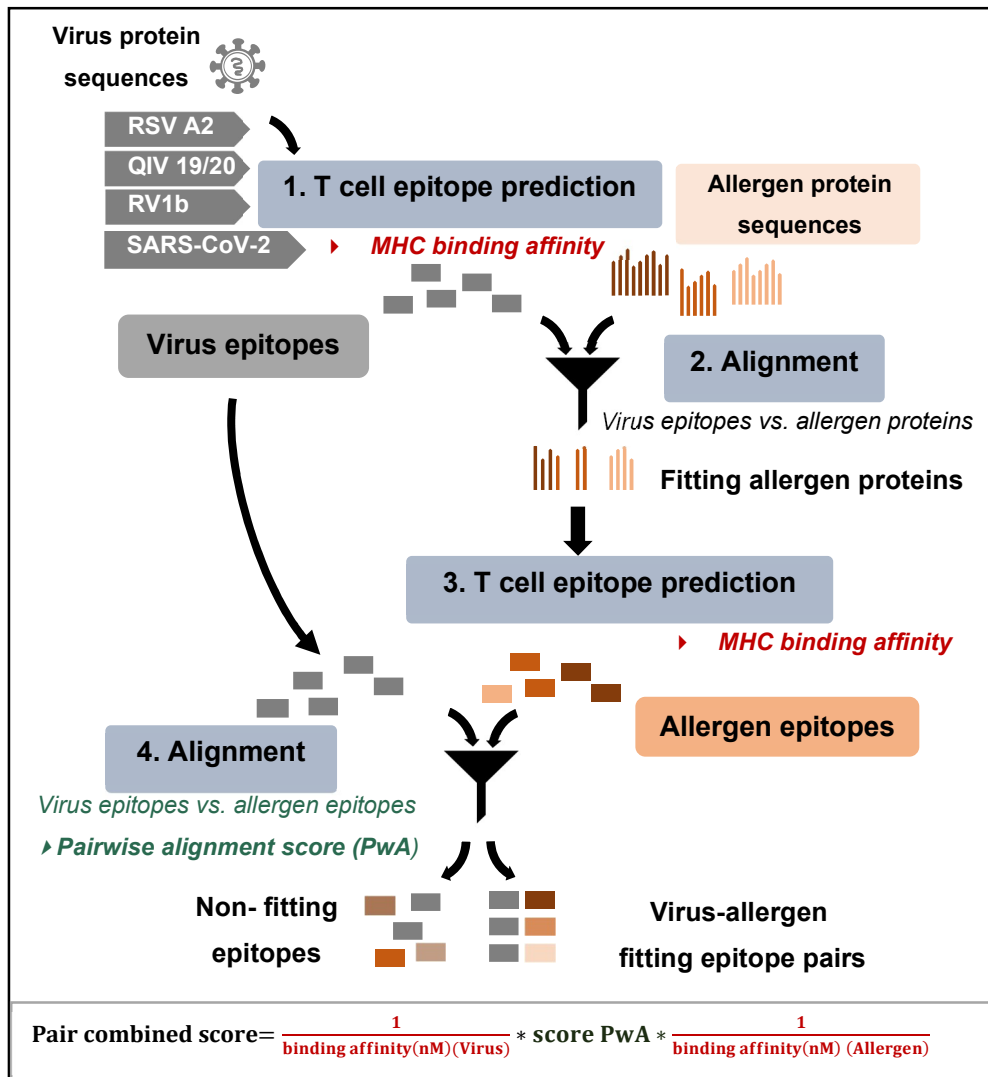 Virus protein
sequences
RSV A2
QIV 19/20
RV1b
SARS-CoV-2
1. T cell epitope prediction
MHC binding affinity
Allergen protein
sequences
Virus epitopes
2. Alignment
Virus epitopes vs. allergen proteins
Fitting allergen proteins
3. T cell epitope prediction
MHC binding affinity
Allergen epitopes
4. Alignment
Virus epitopes vs. allergen epitopes
Pairwise alignment score (PwA)
Non- fitting
epitopes
Virus-allergen
fitting epitope pairs
Pair combined score= 1 / binding affinity(nM)(Virus) * score PwA * 1 / binding affinity(nM) (Allergen)